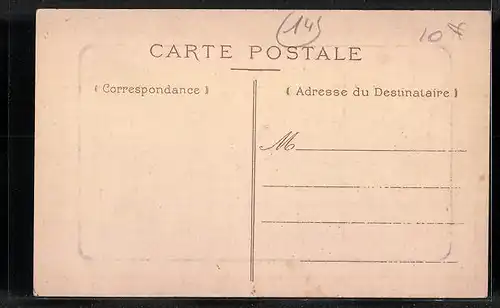 (14)
10 *
CARTE POSTALE
( Correspondance )
( Adresse du Destinataire )
M